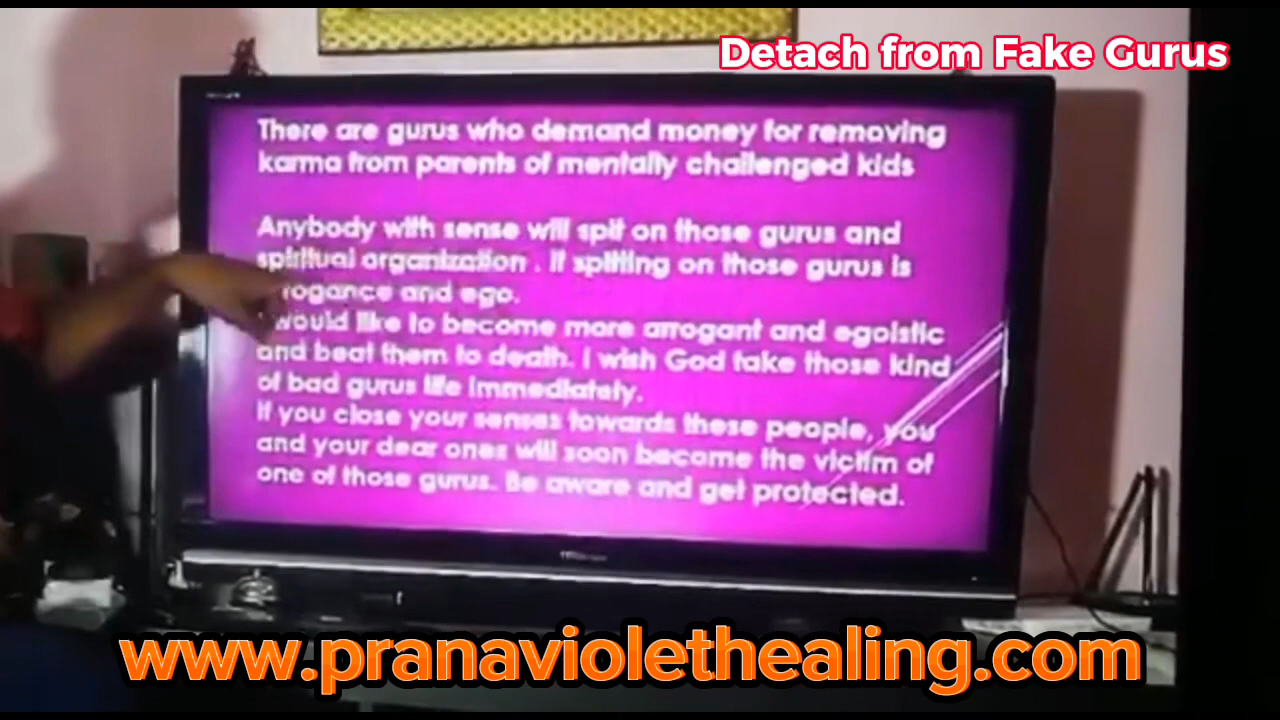 Detach from Fake Gurus
There are gurus who demand money for removing
karma from parents of mentally challenged kids
Anybody with sense will spit on those gurus and
spiritual organization . If spitting on those gurus is
rogance and ego.
would like to become more arrogant and egoistic
and beat them to death. I wish God take those kind
of bad gurus life immediately.
If you close your senses towards these people, you
and your dear ones will soon become the victim of
one of those gurus. Be aware and get protected.
www.pranaviolethealing.com